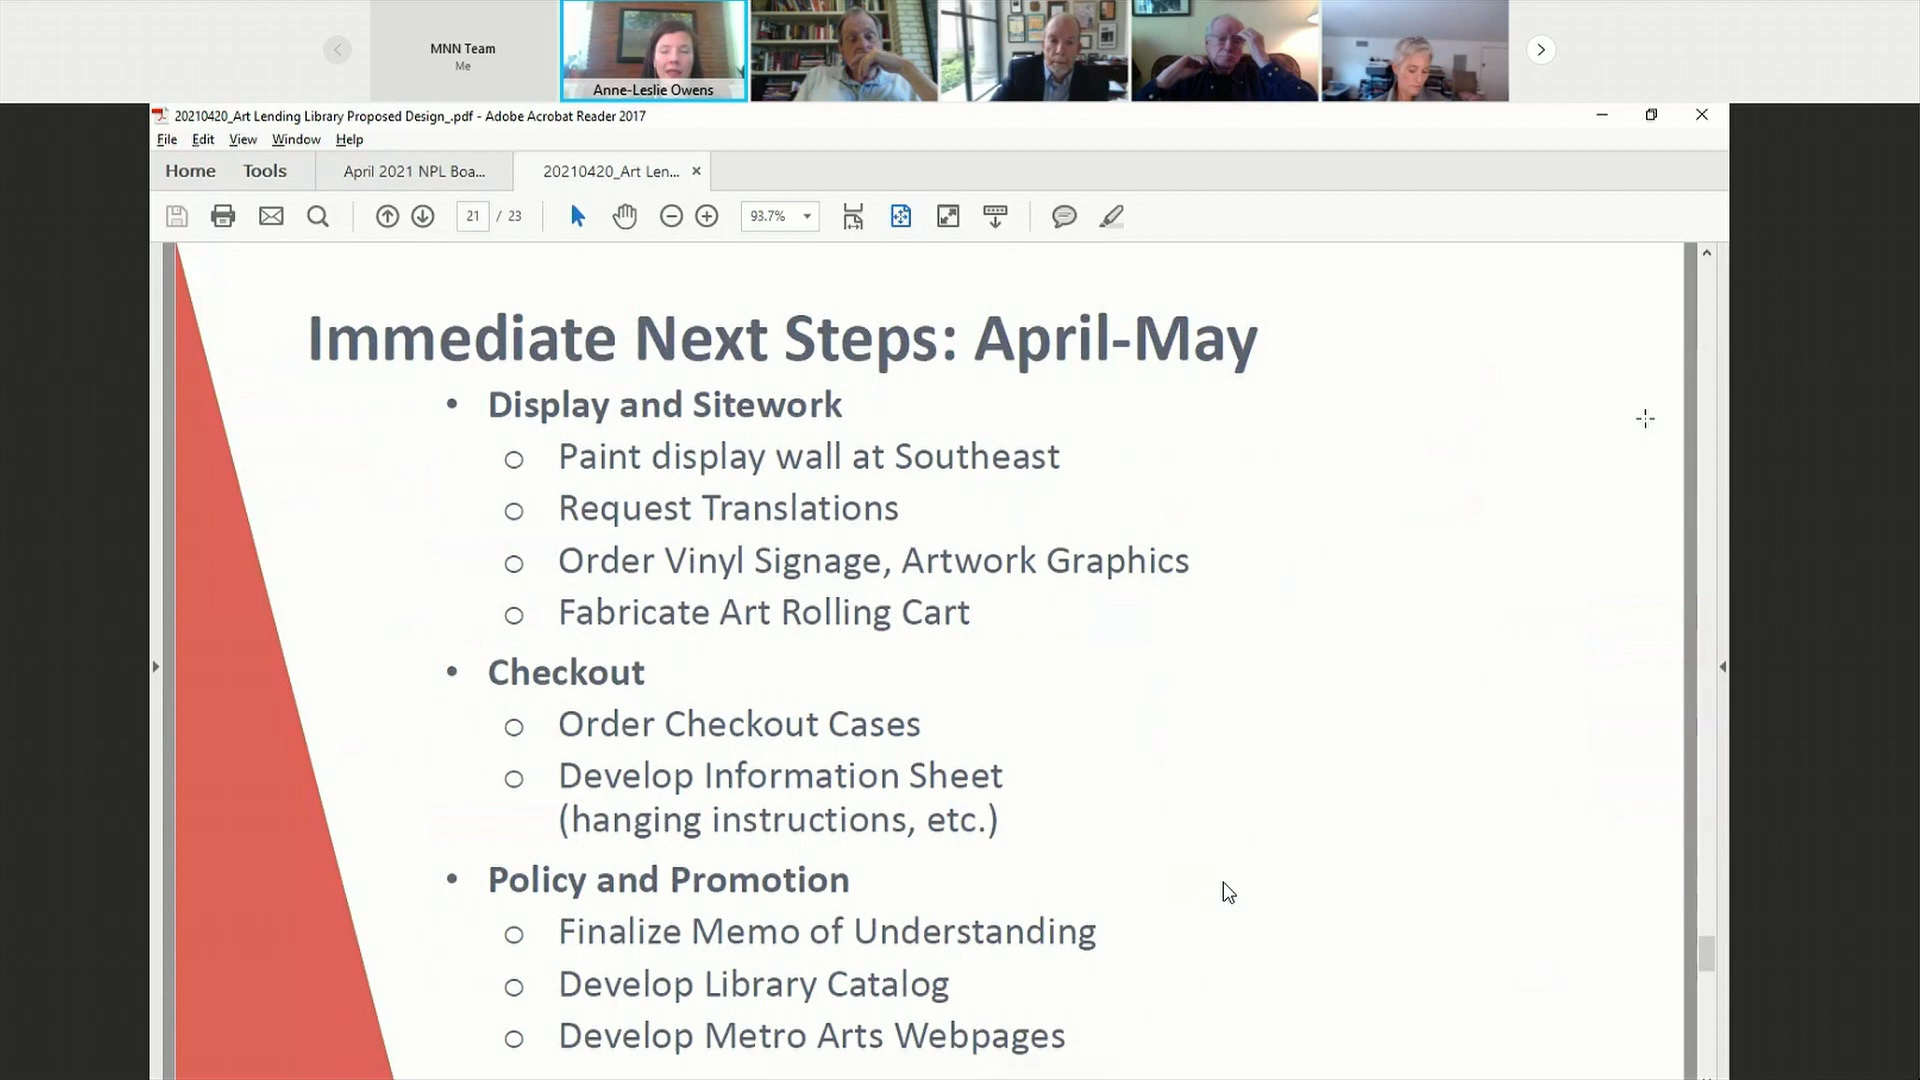 MNN Team
Me
Anne-Leslie Owens
20210420_Art Lending Library Proposed Design_.pdf - Adobe Acrobat Reader 2017
File Edit View Window Help
Home Tools April 2021 NPL Boa... 20210420_Art Len...
21 / 23 93.7%
Immediate Next Steps: April-May
• Display and Sitework
o Paint display wall at Southeast
o Request Translations
o Order Vinyl Signage, Artwork Graphics
o Fabricate Art Rolling Cart
• Checkout
o Order Checkout Cases
o Develop Information Sheet
(hanging instructions, etc.)
• Policy and Promotion
o Finalize Memo of Understanding
o Develop Library Catalog
o Develop Metro Arts Webpages